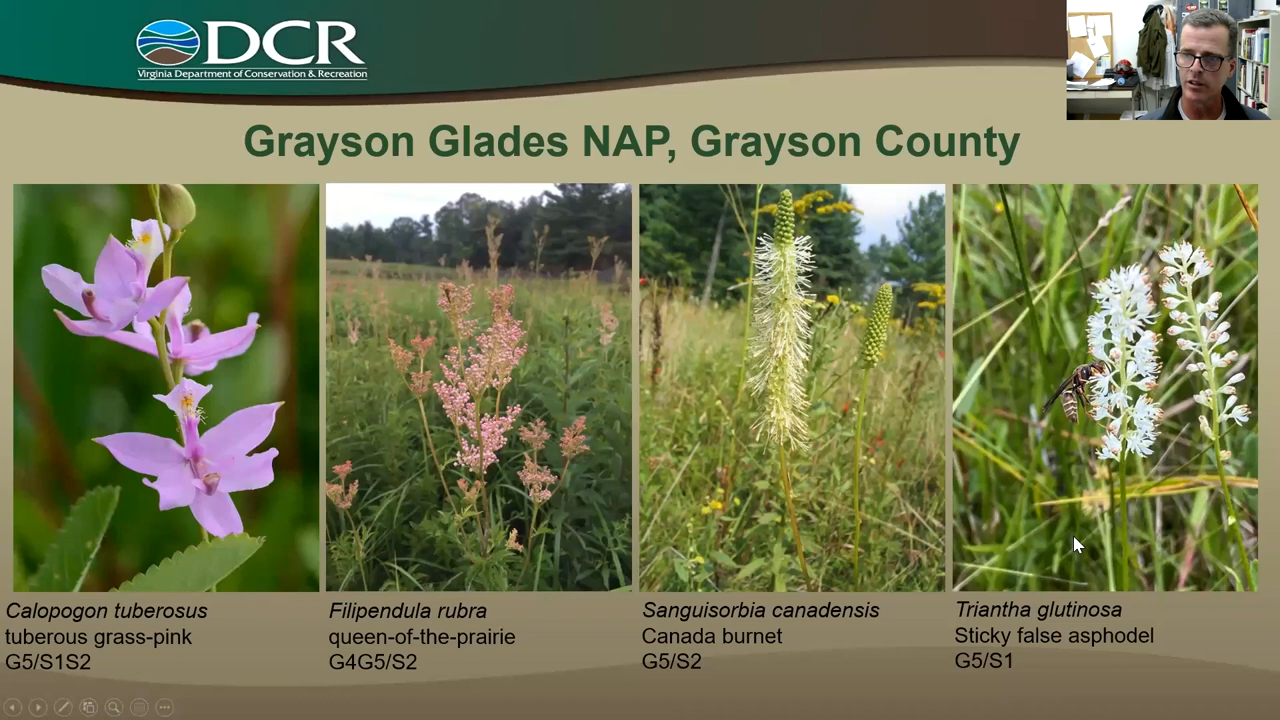 DCR
Virginia Department of Conservation & Recreation
Grayson Glades NAP, Grayson County
Calopogon tuberosus
tuberous grass-pink
G5/S1S2
Filipendula rubra
queen-of-the-prairie
G4G5/S2
Sanguisorbia canadensis
Canada burnet
G5/S2
Triantha glutinosa
Sticky false asphodel
G5/S1